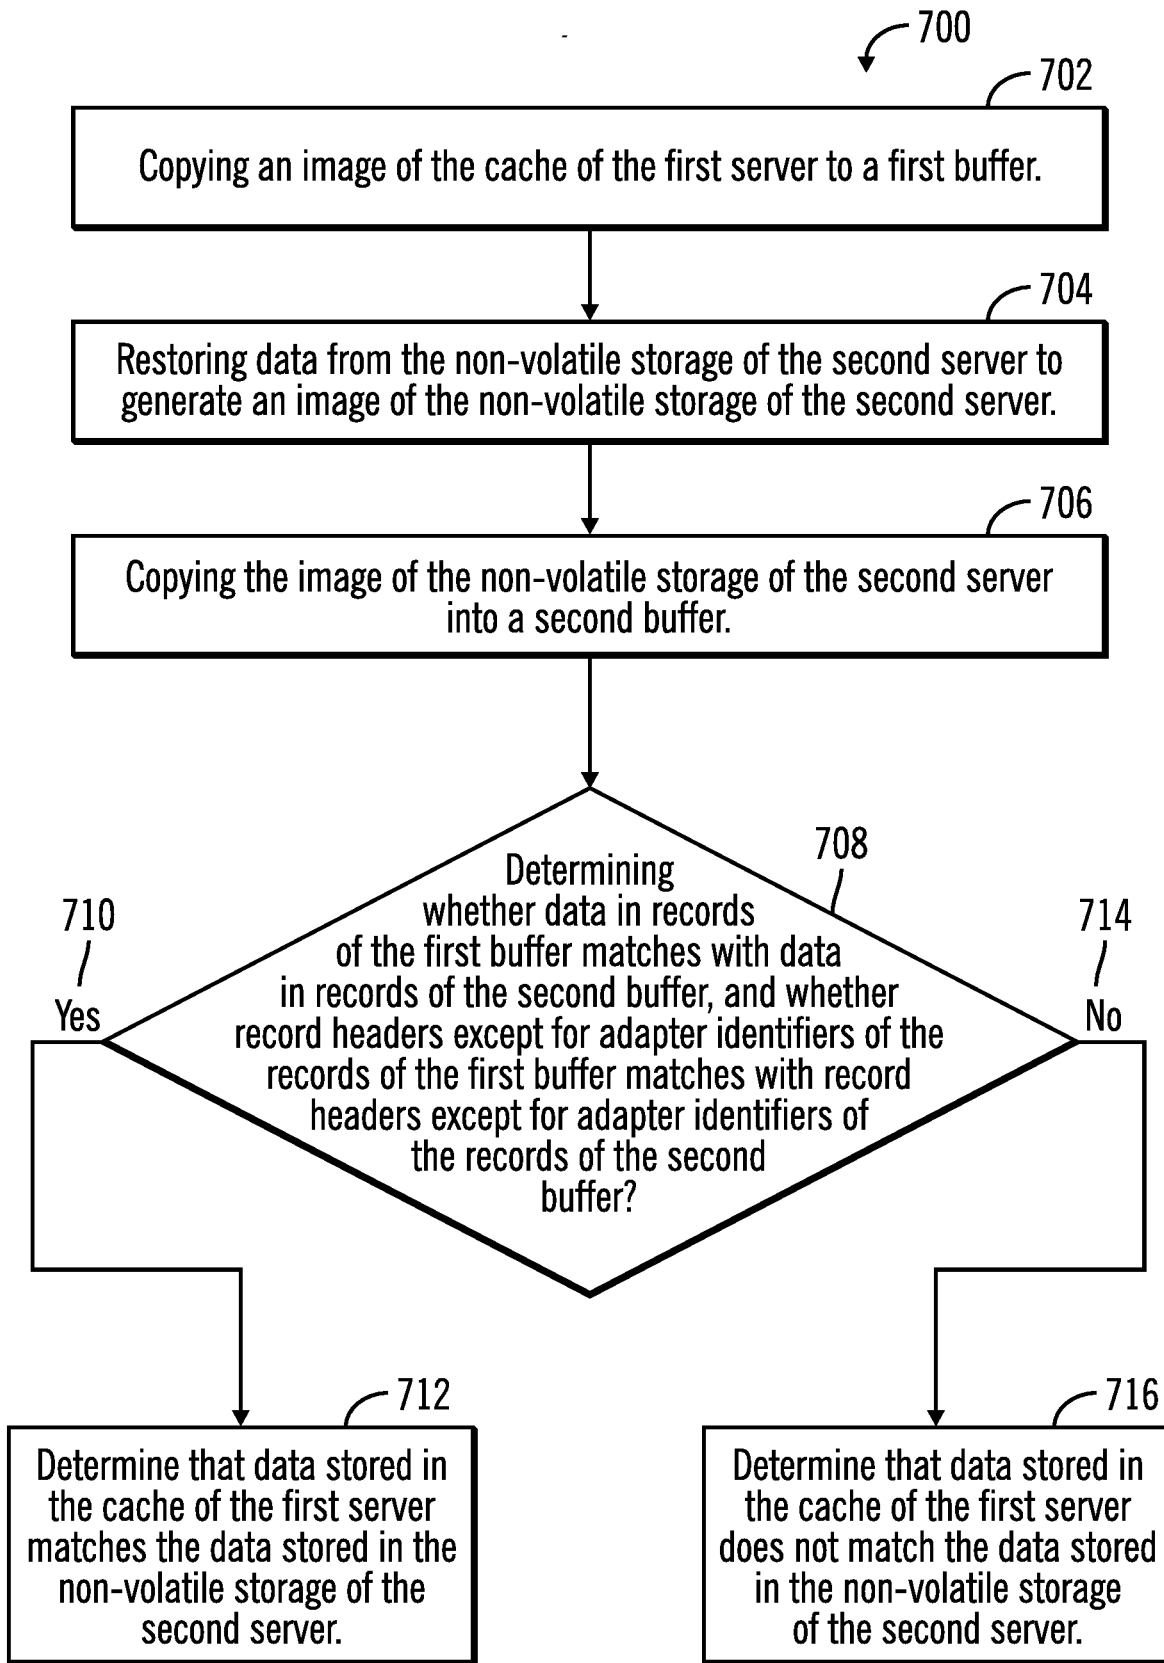 700
702
Copying an image of the cache of the first server to a first buffer.
704
Restoring data from the non-volatile storage of the second server to
generate an image of the non-volatile storage of the second server.
706
Copying the image of the non-volatile storage of the second server
into a second buffer.
708
Determining
whether data in records
of the first buffer matches with data
in records of the second buffer, and whether
record headers except for adapter identifiers of the
records of the first buffer matches with record
headers except for adapter identifiers of
the records of the second
buffer?
710
Yes
714
No
712
Determine that data stored in
the cache of the first server
matches the data stored in the
non-volatile storage of the
second server.
716
Determine that data stored in
the cache of the first server
does not match the data stored
in the non-volatile storage
of the second server.